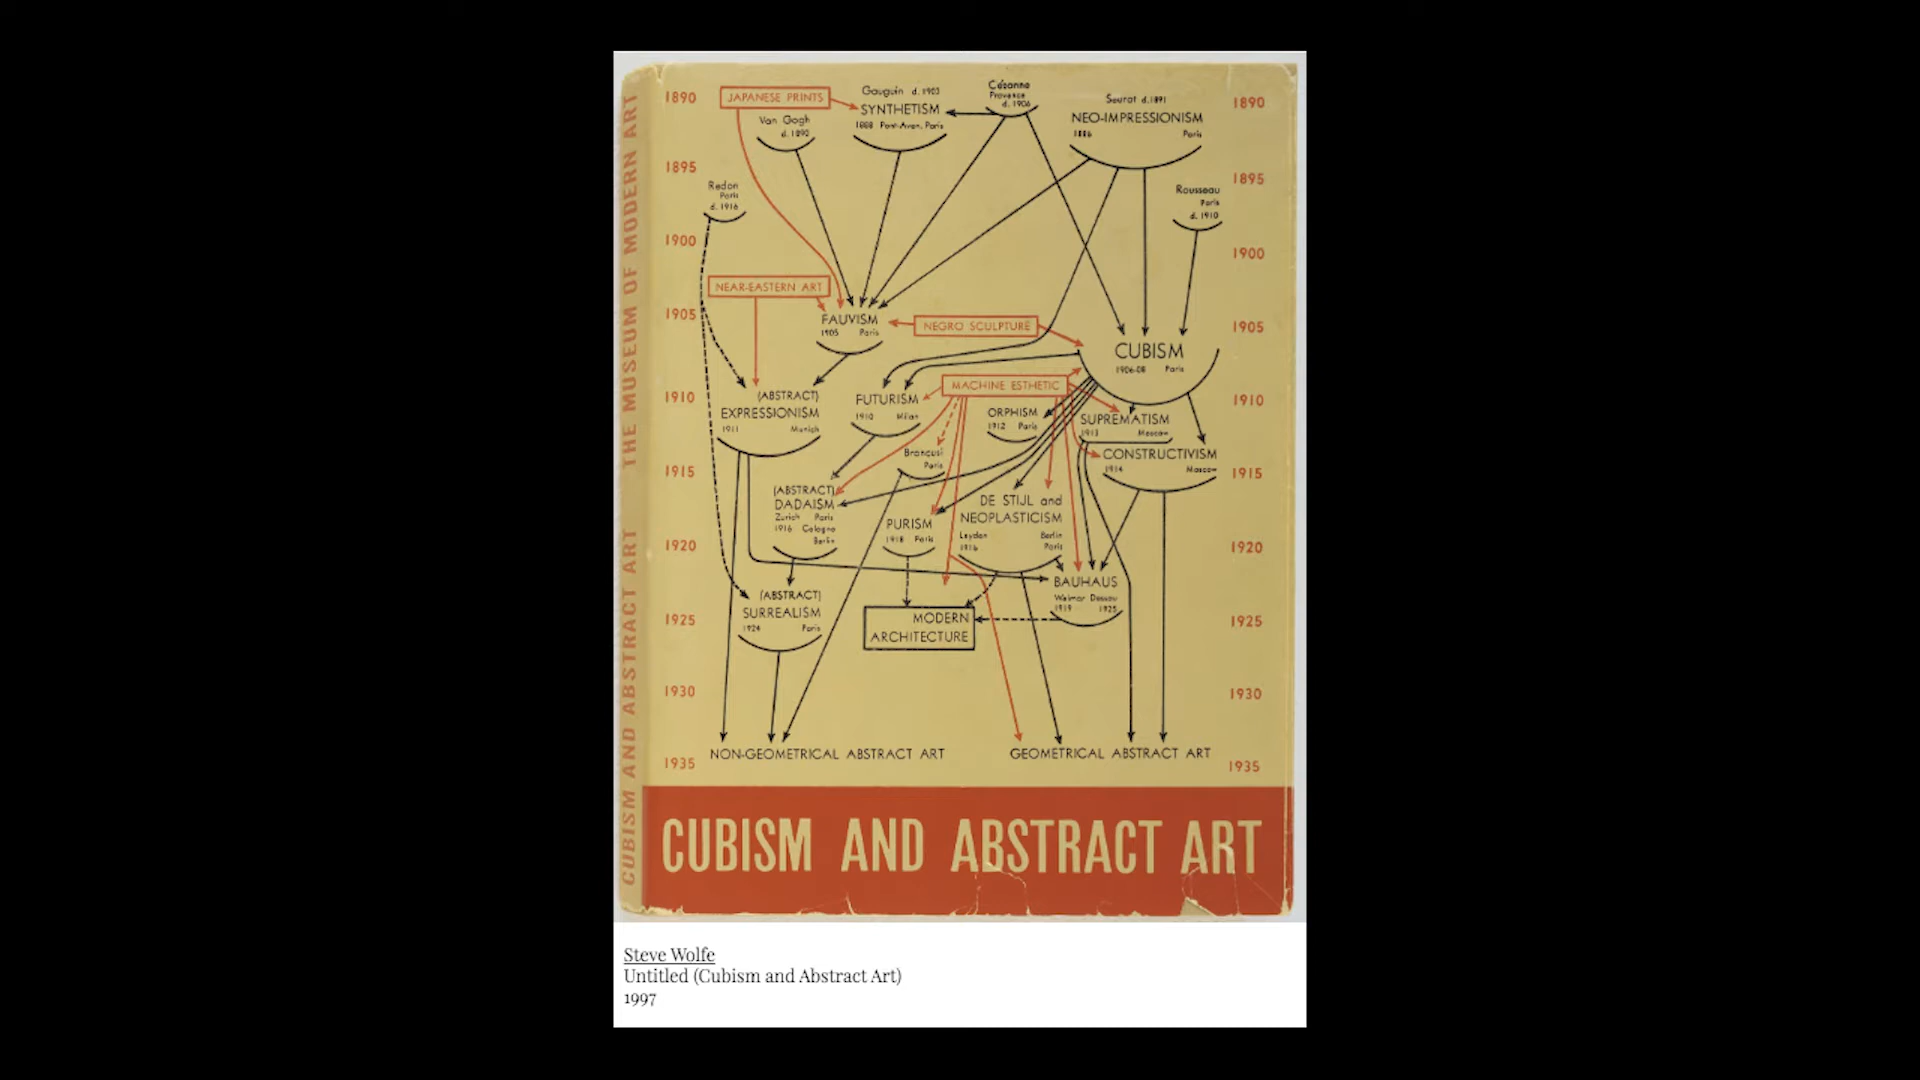 CUBISM AND ABSTRACT ART THE MUSEUM OF MODERN ART
1890
JAPANESE PRINTS
Gauguin d. 1903
SYNTHETISM
1888 Pont-Aven, Paris
Cézanne
Provence
d. 1906
Seurat d. 1891
NEO-IMPRESSIONISM
1886 Paris
1890
Van Gogh
d. 1890
1895
1895
Redon
Paris
d. 1916
Rousseau
Paris
d. 1910
1900
1900
NEAR-EASTERN ART
1905
FAUVISM
1905 Paris
NEGRO SCULPTURE
1905
CUBISM
1906-08 Paris
1910
(ABSTRACT)
EXPRESSIONISM
1911 Munich
FUTURISM
1910 Milan
MACHINE ESTHETIC
ORPHISM
1912 Paris
SUPREMATISM
1913 Moscow
1910
Brancusi
Paris
CONSTRUCTIVISM
1914 Moscow
1915
1915
(ABSTRACT)
DADAISM
Zurich Paris
1916 Cologne
Berlin
PURISM
1918 Paris
DE STIJL and
NEOPLASTICISM
Leyden Berlin
1916 Paris
1920
1920
BAUHAUS
Weimar Dessau
1919 1925
(ABSTRACT)
SURREALISM
1924 Paris
MODERN
ARCHITECTURE
1925
1925
1930
1930
NON-GEOMETRICAL ABSTRACT ART
GEOMETRICAL ABSTRACT ART
1935
1935
CUBISM AND ABSTRACT ART
Steve Wolfe
Untitled (Cubism and Abstract Art)
1997